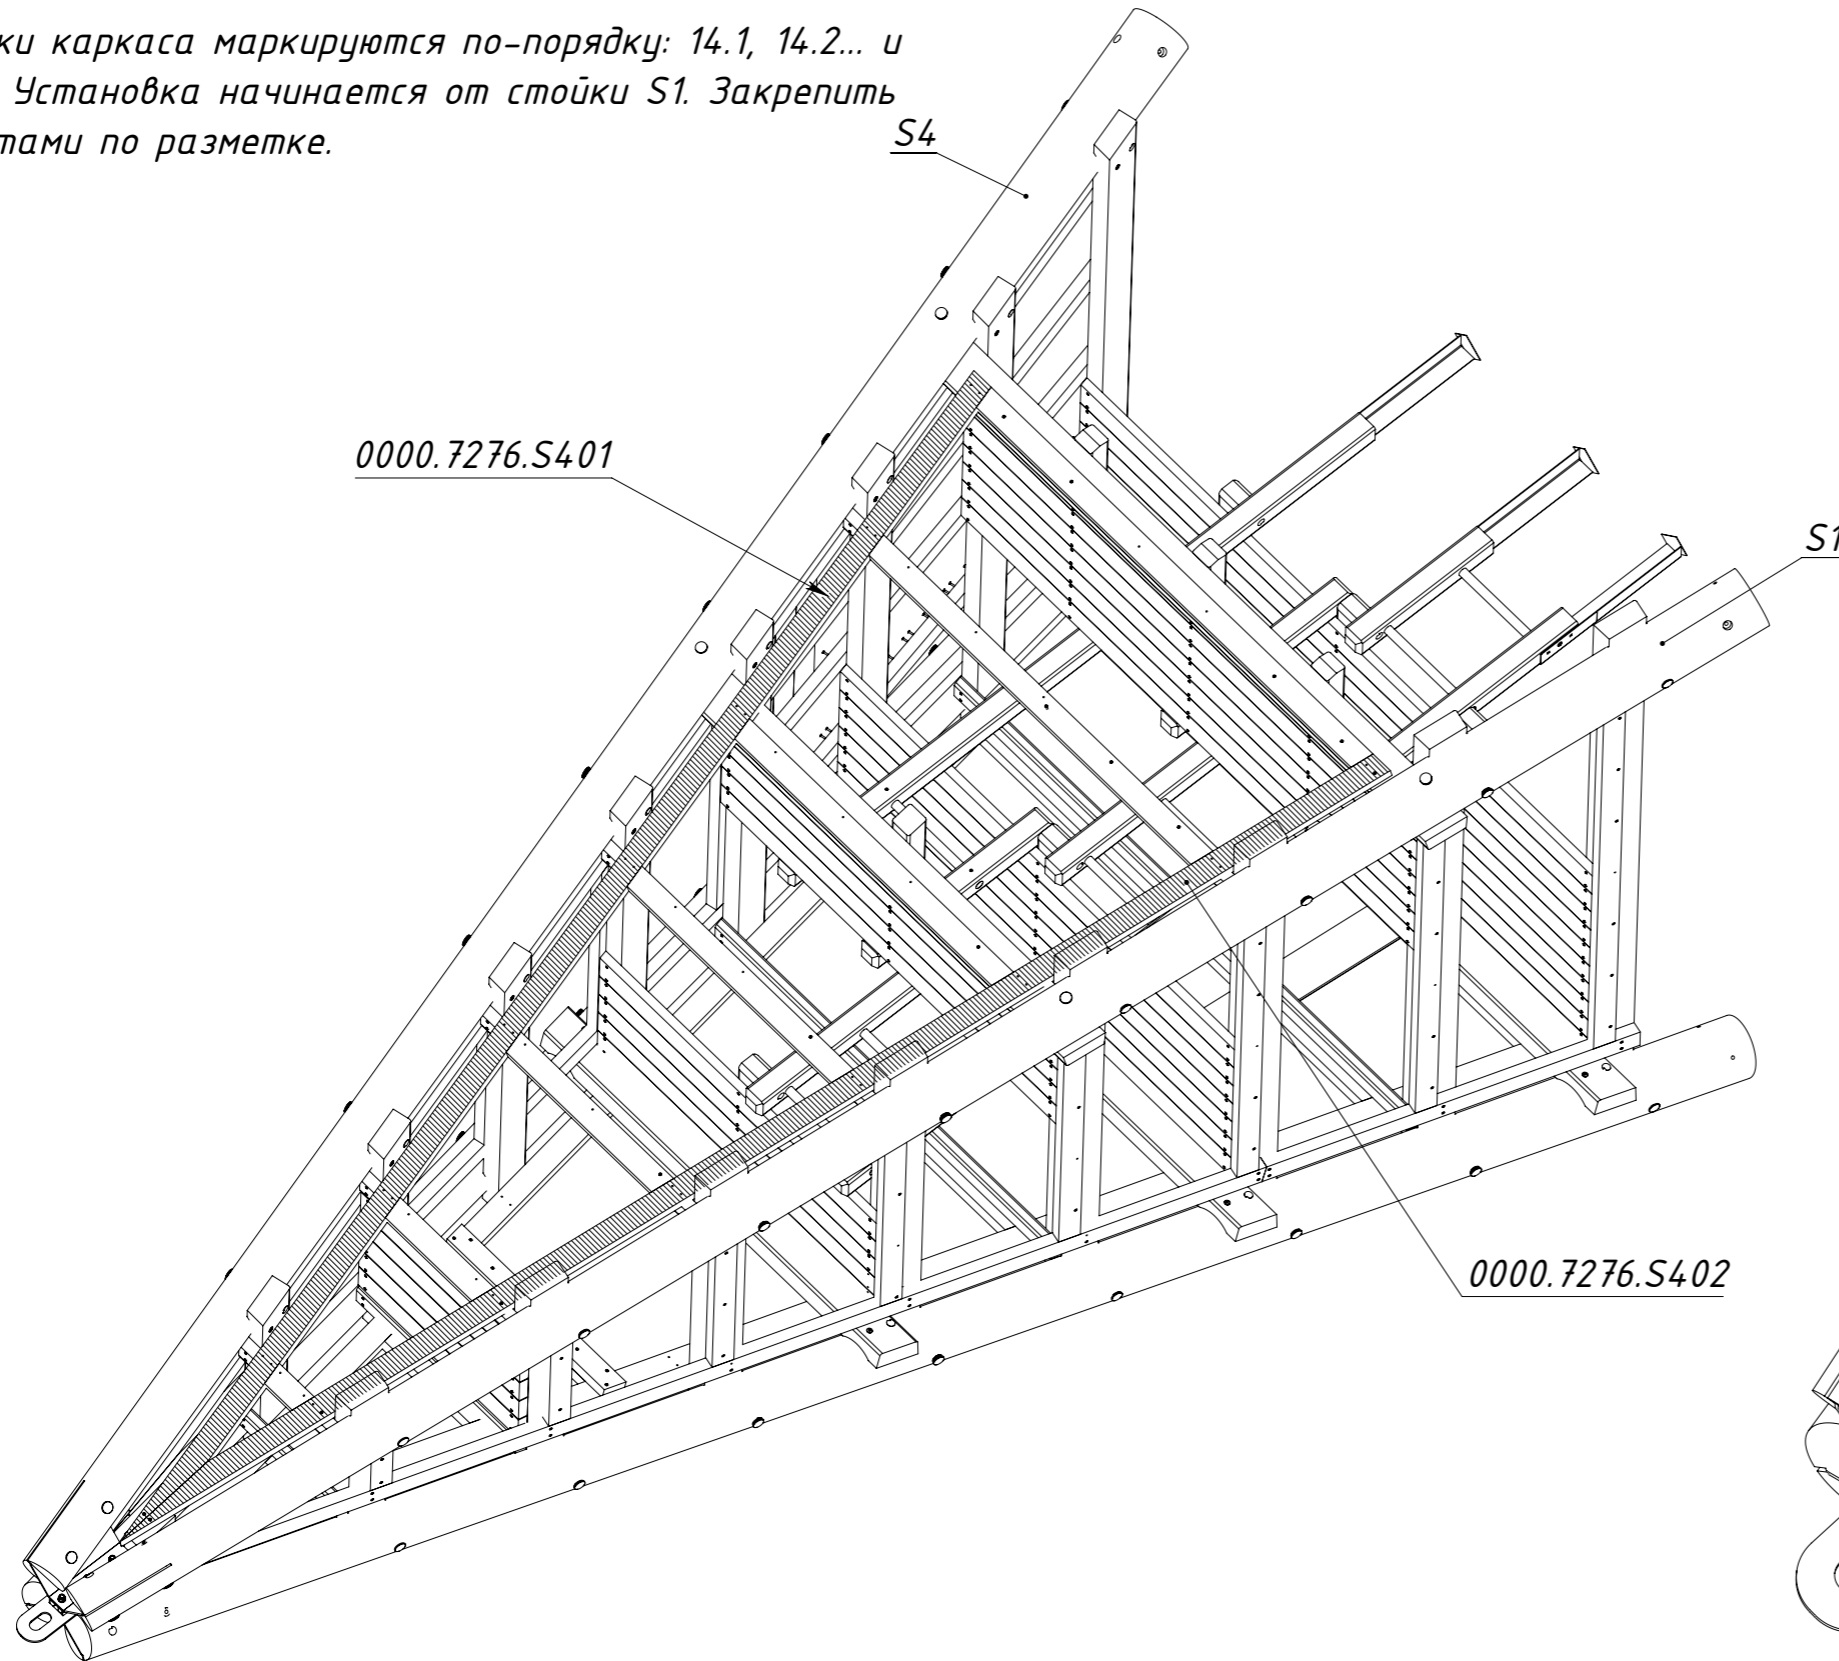 ки каркаса маркируются по-порядку: 14.1, 14.2... и
Установка начинается от стойки S1. Закрепить
тами по разметке.
S4
0000.7276.S401
S1
0000.7276.S402